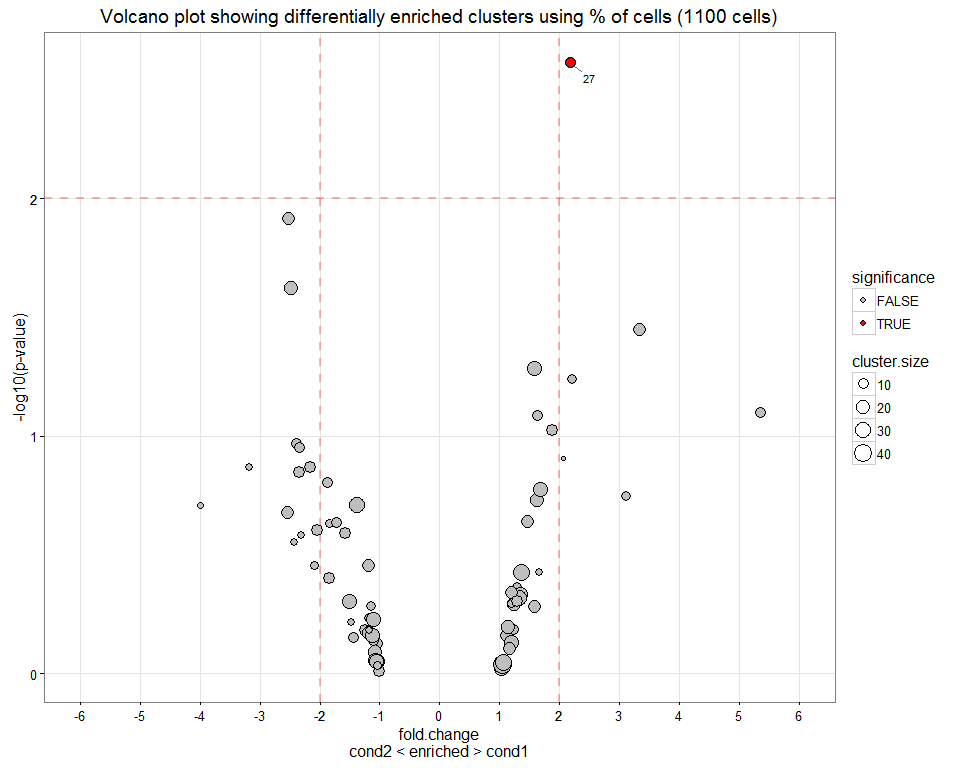 Volcano plot showing differentially enriched clusters using % of cells (1100 cells)
27
2
1
0
-log10(p-value)
-6 -5 -4 -3 -2 -1 0 1 2 3 4 5 6
fold.change
cond2 < enriched > cond1
significance
FALSE
TRUE
cluster.size
10
20
30
40